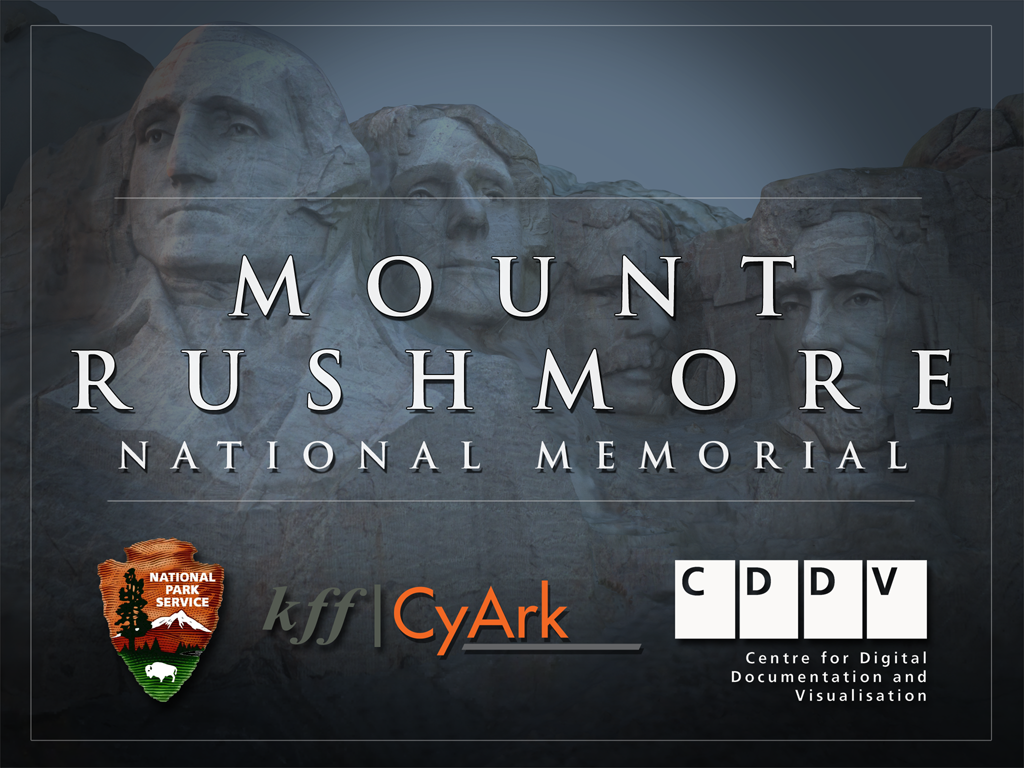 MOUNT
RUSHMORE
NATIONAL MEMORIAL
NATIONAL
PARK
SERVICE
kff | CyArk
C D D V
Centre for Digital
Documentation and
Visualisation